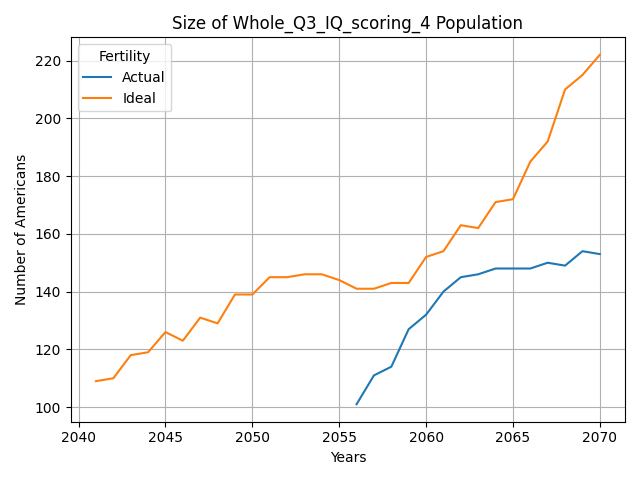 Size of Whole_Q3_IQ_scoring_4 Population
Fertility
Actual
Ideal
Number of Americans
220
200
180
160
140
120
100
2040 2045 2050 2055 2060 2065 2070
Years